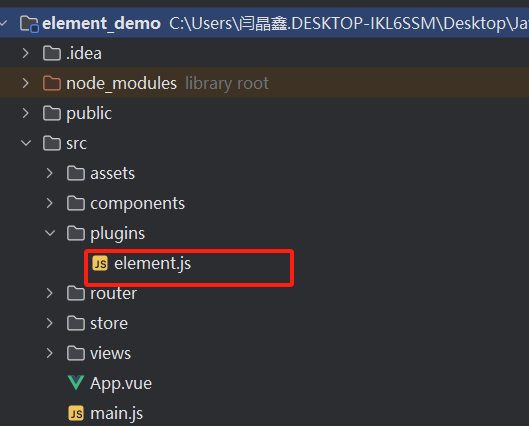 element_demo C:\Users\闫晶鑫.DESKTOP-IKL6SSM\Desktop\Ja
.idea
node_modules library root
public
src
assets
components
plugins
JS element.js
router
store
views
App.vue
JS main.js